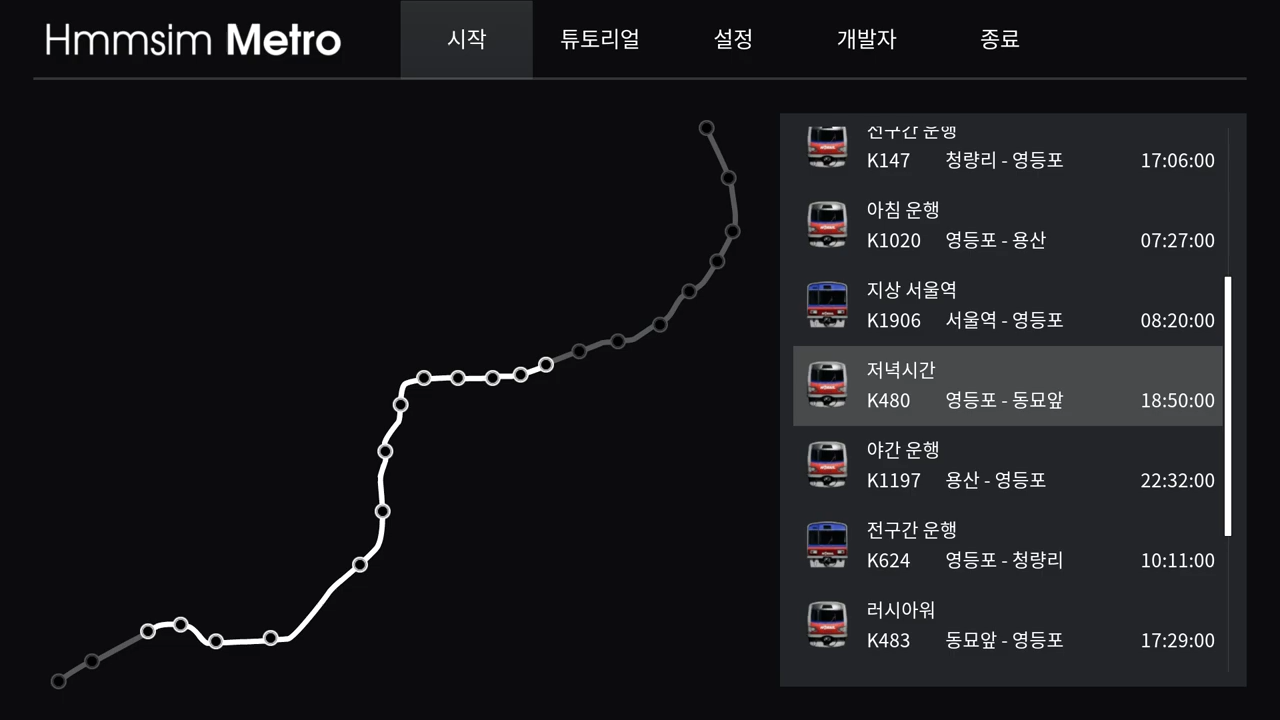 Hmmsim Metro
시작
튜토리얼
설정
개발자
종료
전구간 운행
K147 청량리 - 영등포 17:06:00
아침 운행
K1020 영등포 - 용산 07:27:00
지상 서울역
K1906 서울역 - 영등포 08:20:00
저녁시간
K480 영등포 - 동묘앞 18:50:00
야간 운행
K1197 용산 - 영등포 22:32:00
전구간 운행
K624 영등포 - 청량리 10:11:00
러시아워
K483 동묘앞 - 영등포 17:29:00